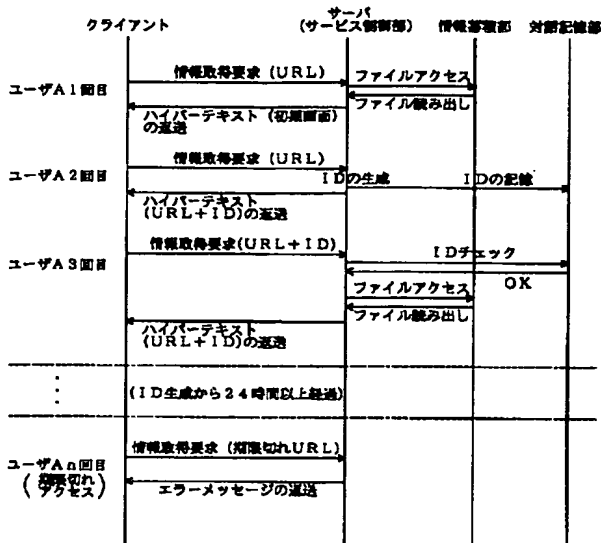 クライアント
サーバ
(サービス制御部)
情報蓄積部
対話記憶部
ユーザA1回目
情報取得要求 (URL)
ファイルアクセス
ファイル読み出し
ハイパーテキスト (初期画面)
の返送
ユーザA2回目
情報取得要求 (URL)
IDの生成
IDの記憶
ハイパーテキスト
(URL+ID)の返送
ユーザA3回目
情報取得要求(URL+ID)
IDチェック
OK
ファイルアクセス
ファイル読み出し
ハイパーテキスト
(URL+ID)の返送
(ID生成から24時間以上経過)
ユーザAn回目
(期限切れ
アクセス)
情報取得要求 (期限切れURL)
エラーメッセージの返送